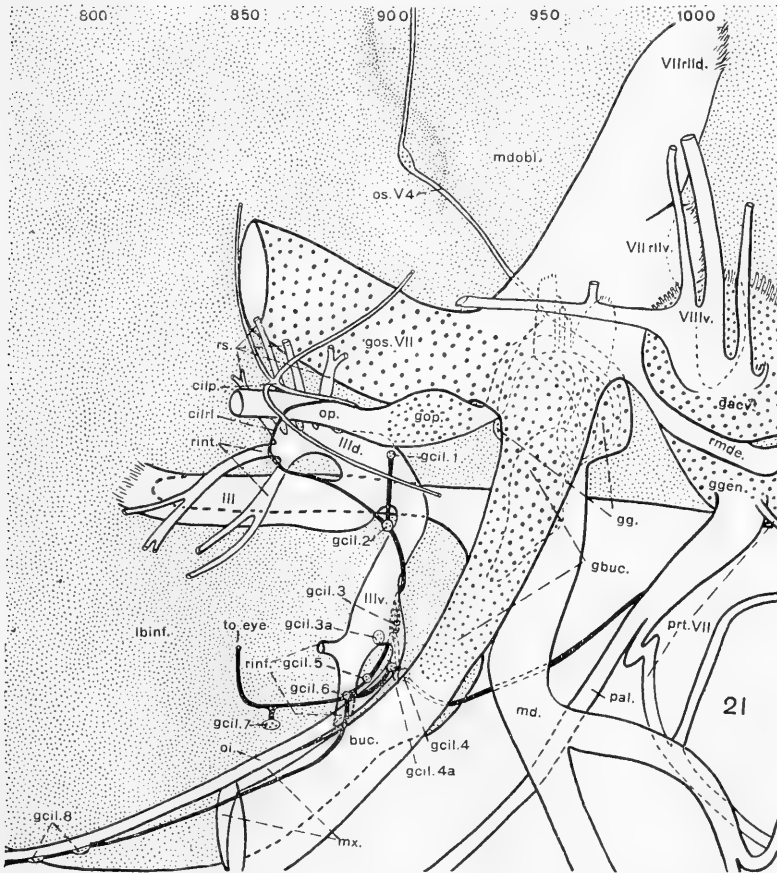 800 850 900 950 1000
VIIrIId.
mdobl.
os.V4
VIIrIIv.
VIIIv.
rs.
gos.VII
cilp.
op.
gop.
gacv.
cilrl
IIId.
rmde.
rint.
gcil.1
ggen.
III
gg.
gcil.2
gbuc.
gcil.3
IIIv.
lbinf.
to eye
gcil.3a
prt.VII
rinf.
gcil.5
gcil.6
pal.
21
gcil.7
md.
gcil.4
oi.
buc.
gcil.4a
gcil.8
mx.